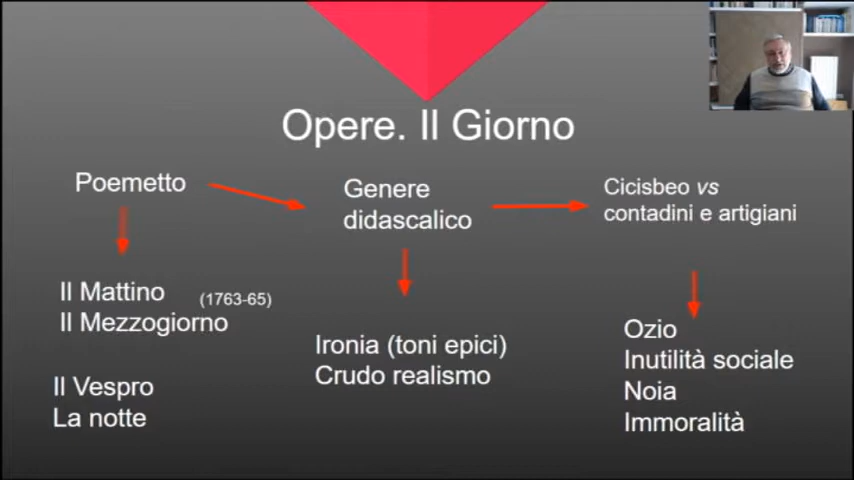 Opere. Il Giorno
Poemetto
Il Mattino
(1763-65)
Il Mezzogiorno
Il Vespro
La notte
Genere
didascalico
Ironia (toni epici)
Crudo realismo
Cicisbeo vs
contadini e artigiani
Ozio
Inutilità sociale
Noia
Immoralità